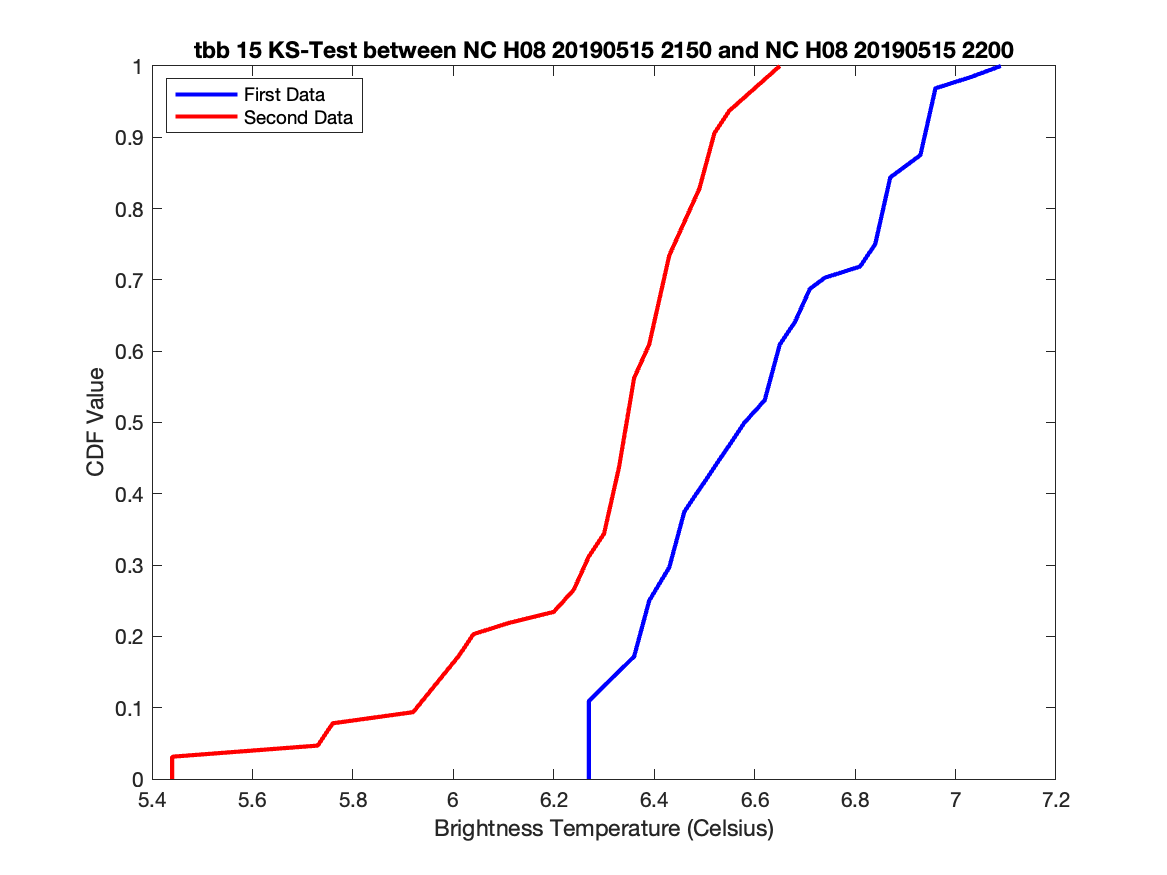 tbb 15 KS-Test between NC H08 20190515 2150 and NC H08 20190515 2200
First Data
Second Data
1
0.9
0.8
0.7
0.6
0.5
0.4
0.3
0.2
0.1
0
CDF Value
5.4 5.6 5.8 6 6.2 6.4 6.6 6.8 7 7.2
Brightness Temperature (Celsius)